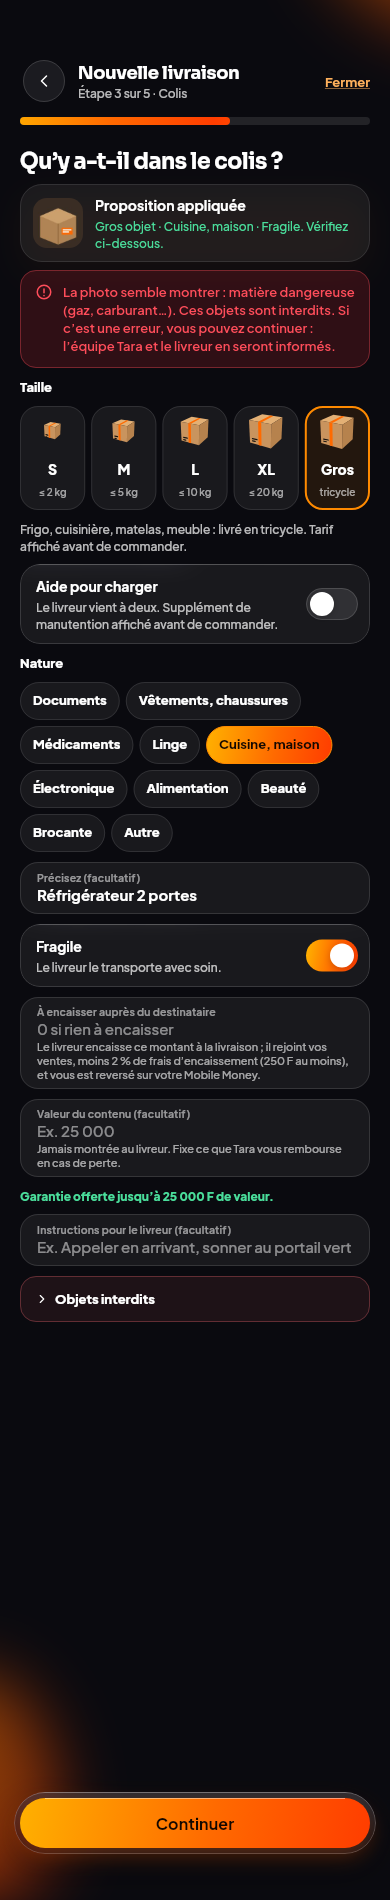 Nouvelle livraison
Étape 3 sur 5 · Colis
Fermer
Qu’y a-t-il dans le colis ?
Proposition appliquée
Gros objet · Cuisine, maison · Fragile. Vérifiez
ci-dessous.
La photo semble montrer : matière dangereuse
(gaz, carburant…). Ces objets sont interdits. Si
c’est une erreur, vous pouvez continuer :
l’équipe Tara et le livreur en seront informés.
Taille
S
≤ 2 kg
M
≤ 5 kg
L
≤ 10 kg
XL
≤ 20 kg
Gros
tricycle
Frigo, cuisinière, matelas, meuble : livré en tricycle. Tarif
affiché avant de commander.
Aide pour charger
Le livreur vient à deux. Supplément de
manutention affiché avant de commander.
Nature
Documents
Vêtements, chaussures
Médicaments
Linge
Cuisine, maison
Électronique
Alimentation
Beauté
Brocante
Autre
Précisez (facultatif)
Réfrigérateur 2 portes
Fragile
Le livreur le transporte avec soin.
À encaisser auprès du destinataire
0 si rien à encaisser
Le livreur encaisse ce montant à la livraison ; il rejoint vos
ventes, moins 2 % de frais d’encaissement (250 F au moins),
et vous est reversé sur votre Mobile Money.
Valeur du contenu (facultatif)
Ex. 25 000
Jamais montrée au livreur. Fixe ce que Tara vous rembourse
en cas de perte.
Garantie offerte jusqu’à 25 000 F de valeur.
Instructions pour le livreur (facultatif)
Ex. Appeler en arrivant, sonner au portail vert
Objets interdits
Continuer